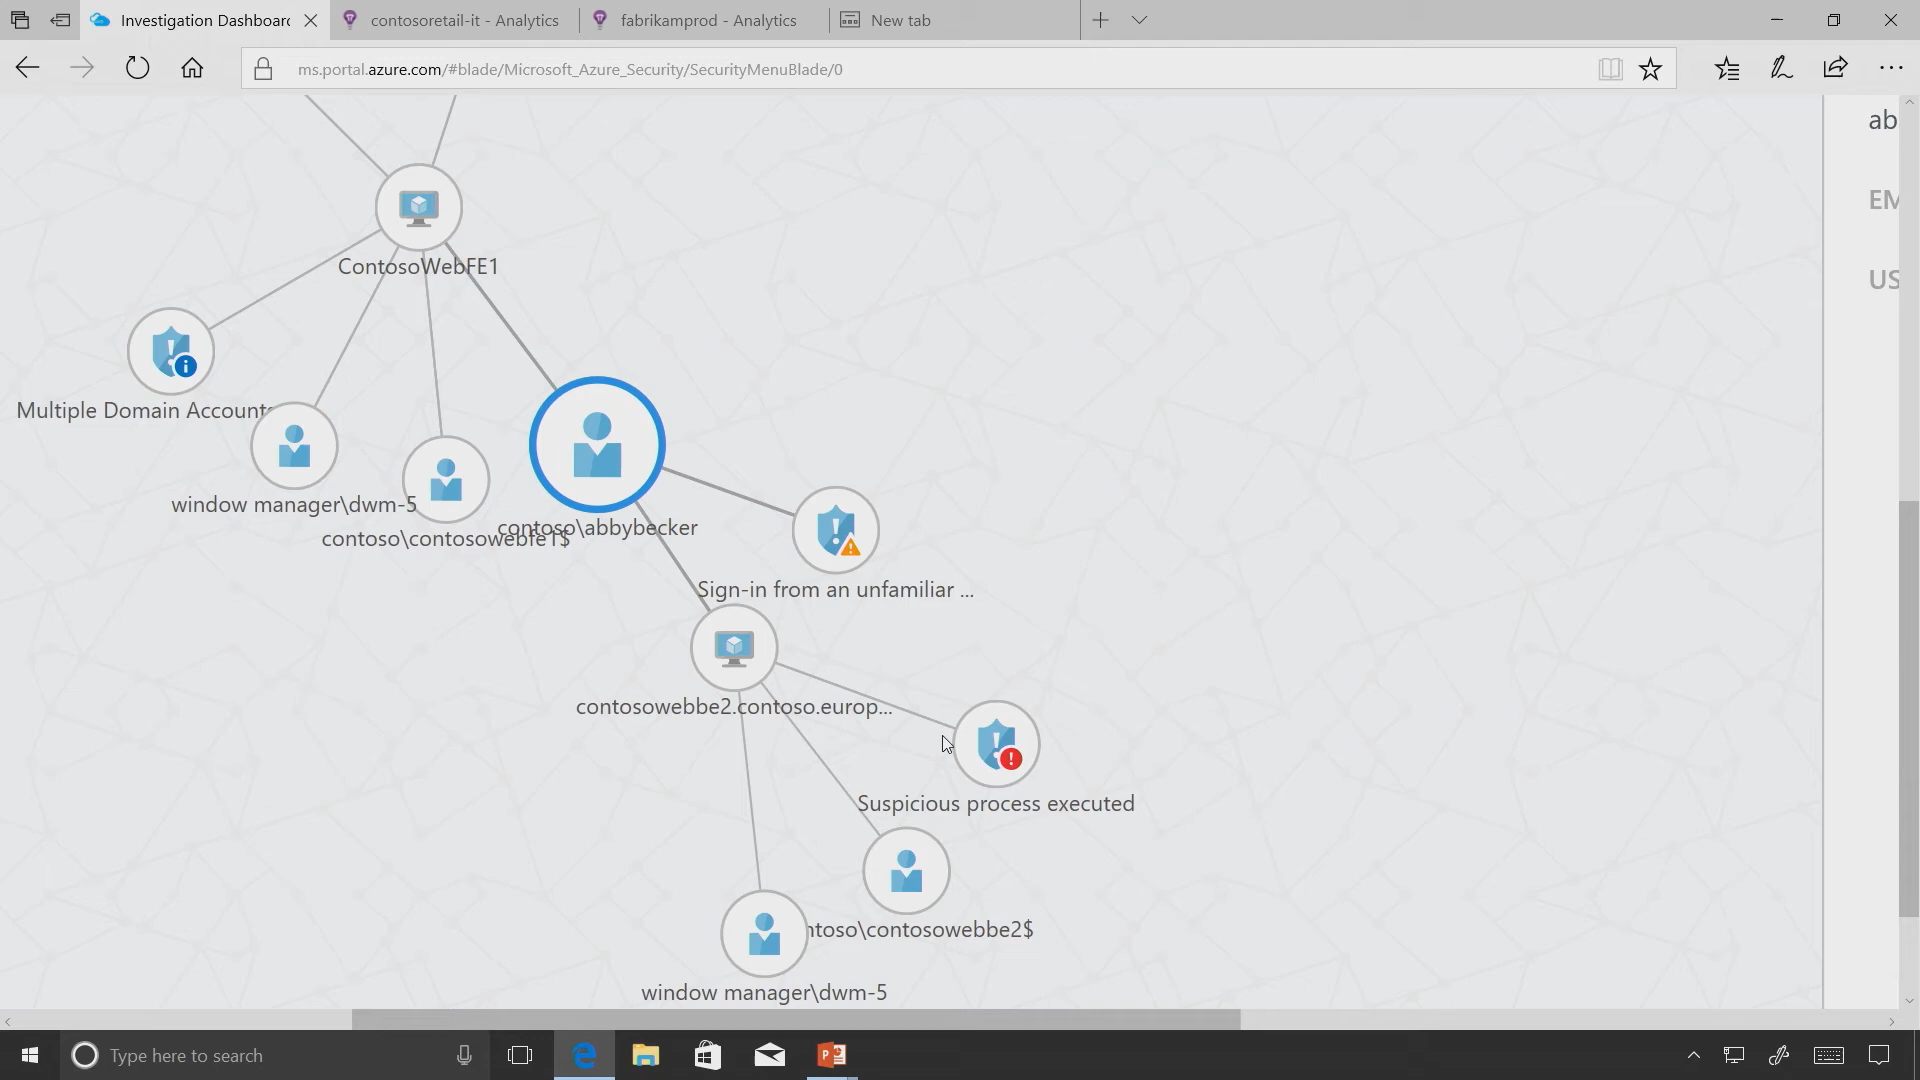 Investigation Dashboard
contosoretail-it - Analytics
fabrikamprod - Analytics
New tab
ms.portal.azure.com/#blade/Microsoft_Azure_Security/SecurityMenuBlade/0
ab
EM
US
ContosoWebFE1
Multiple Domain Accounts
window manager\dwm-5
contoso\contosowebfe1$
contoso\abbybecker
Sign-in from an unfamiliar ...
contosowebbe2.contoso.europ...
Suspicious process executed
ntoso\contosowebbe2$
window manager\dwm-5
Type here to search